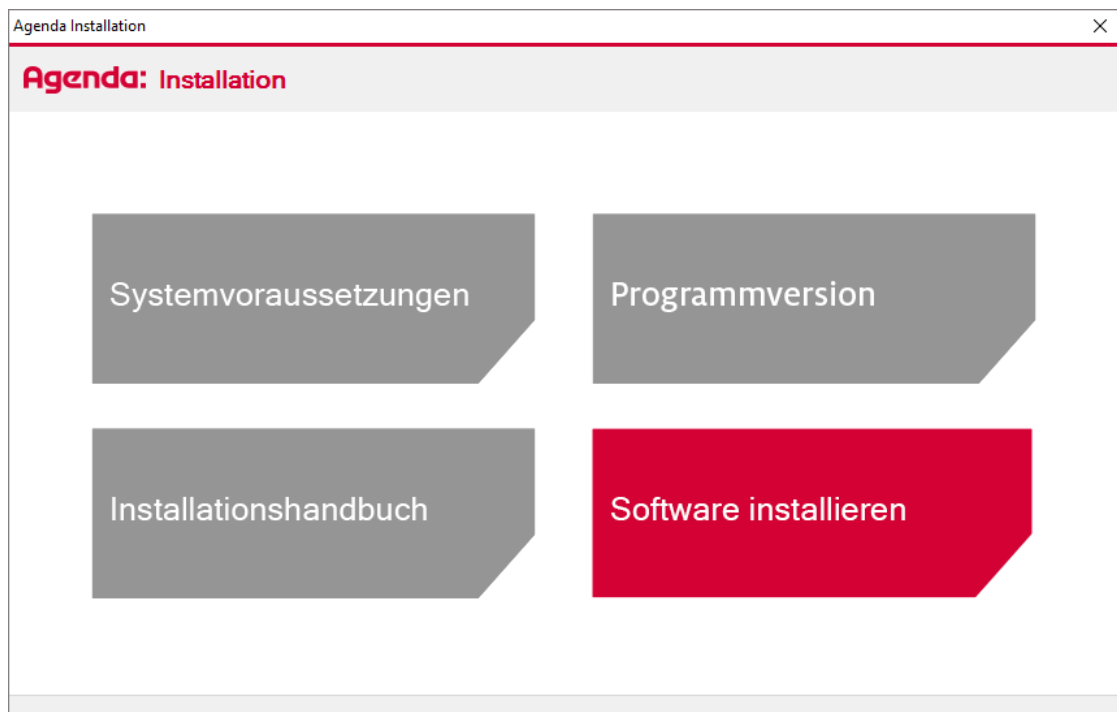 Agenda Installation
Agenda: Installation
Systemvoraussetzungen
Programmversion
Installationshandbuch
Software installieren